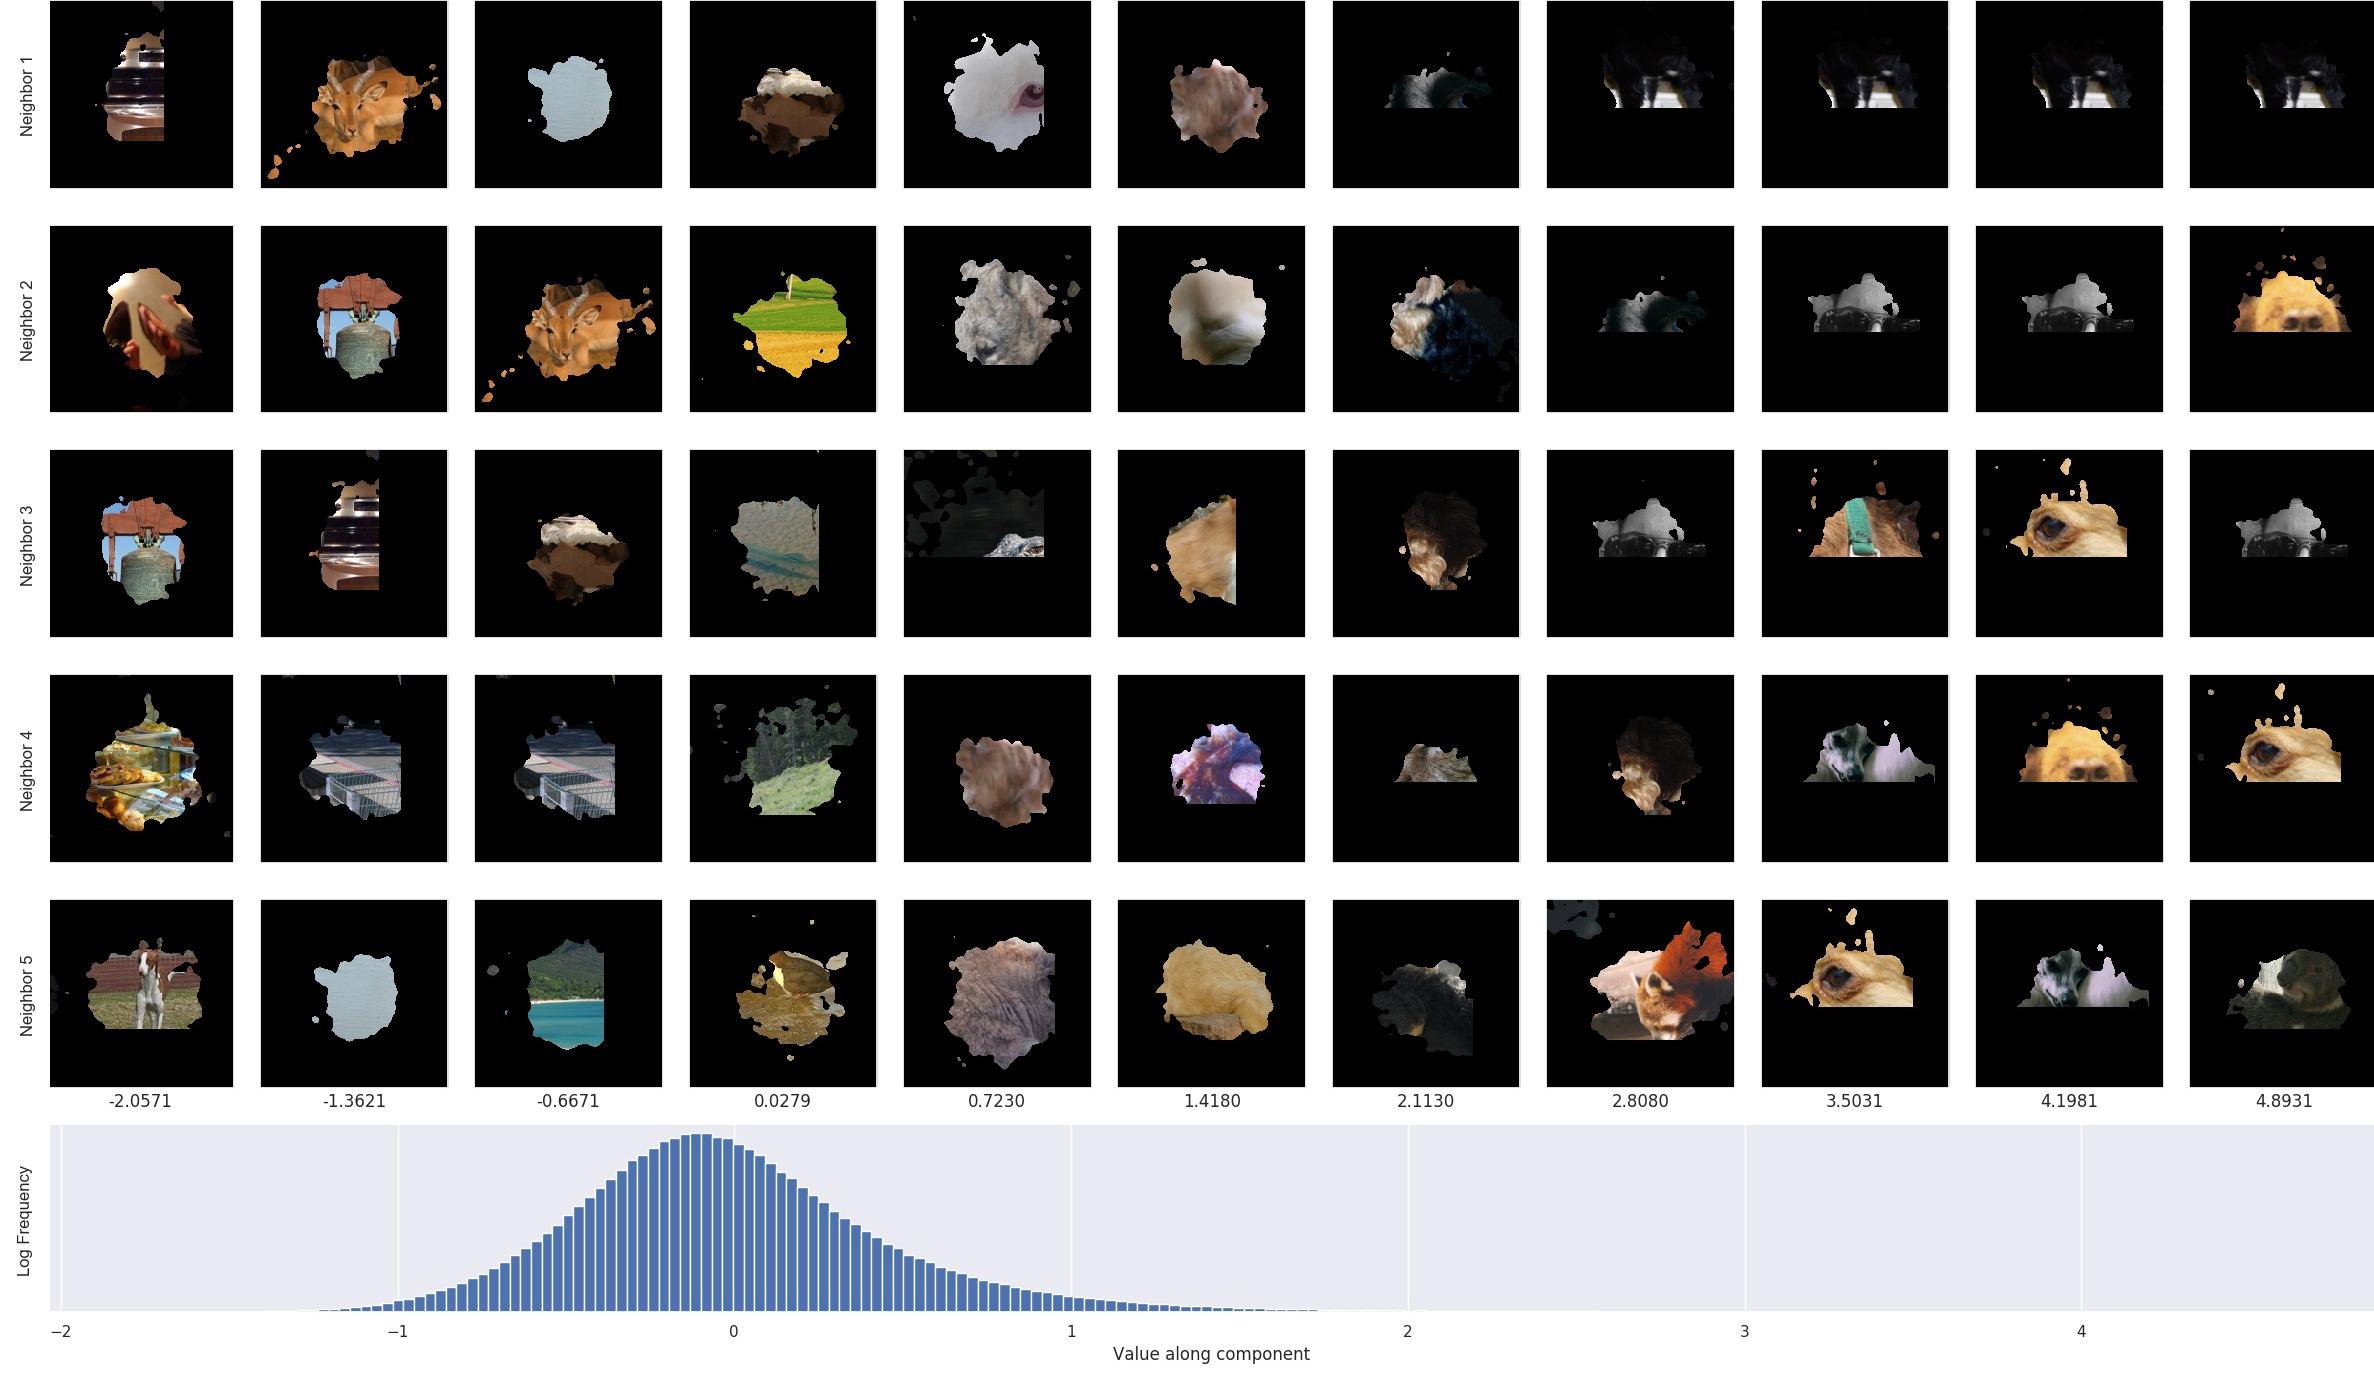 Neighbor 1
Neighbor 2
Neighbor 3
Neighbor 4
Neighbor 5
-2.0571 -1.3621 -0.6671 0.0279 0.7230 1.4180 2.1130 2.8080 3.5031 4.1981 4.8931
Log Frequency
−2 −1 0 1 2 3 4
Value along component